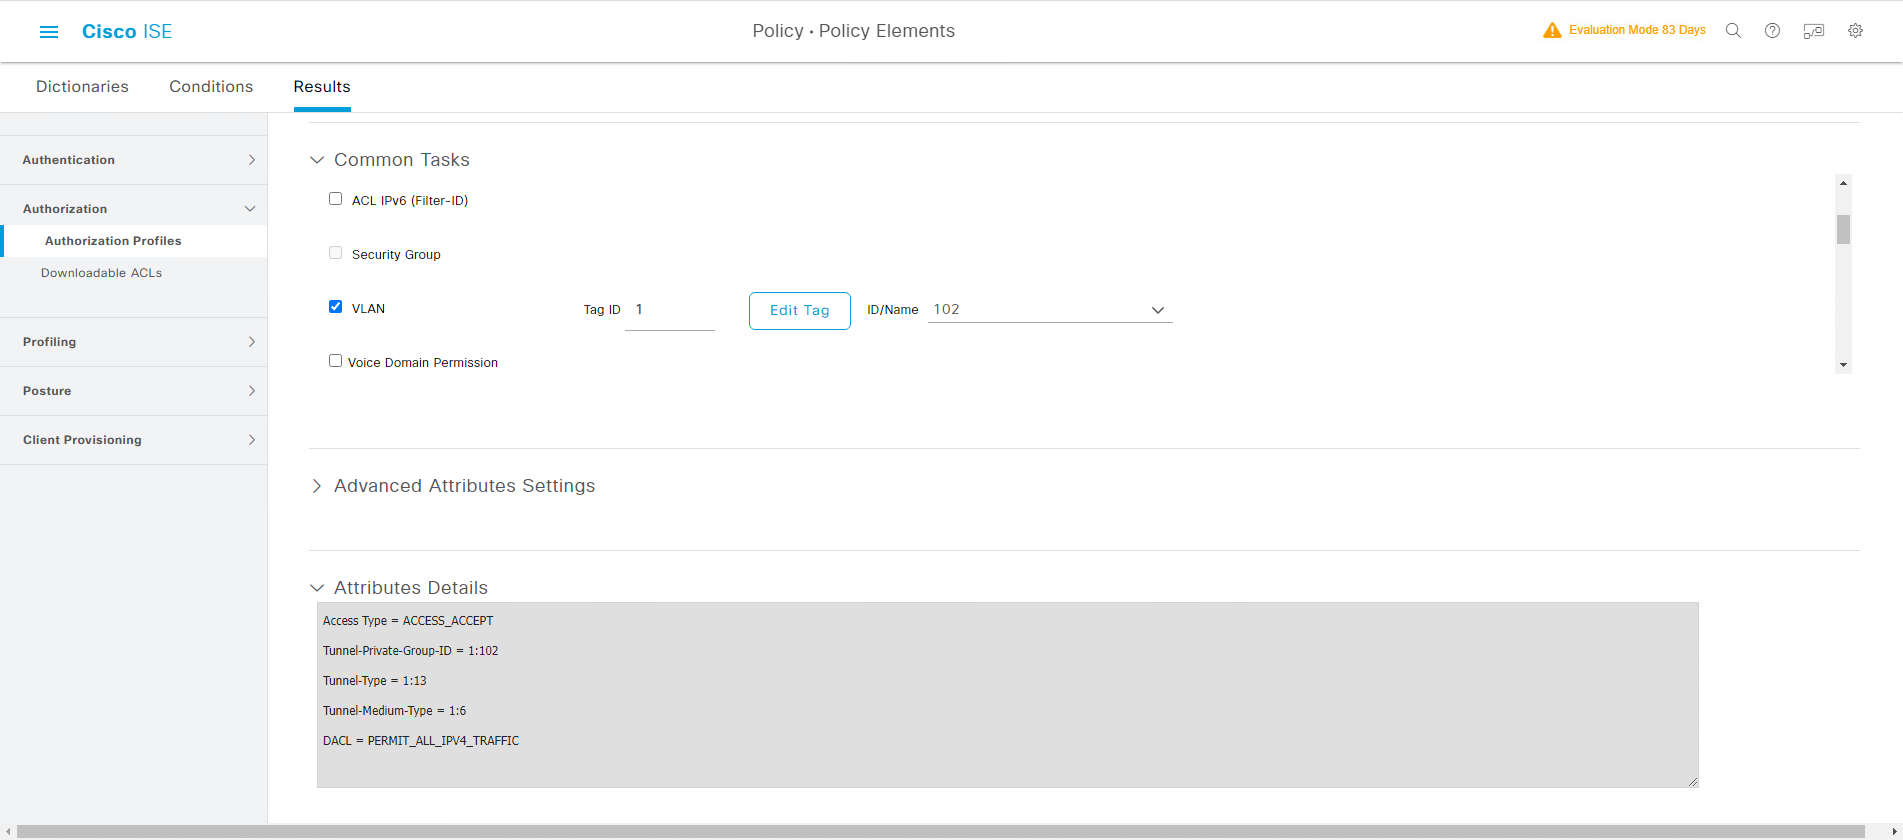 Cisco ISE
Policy · Policy Elements
Evaluation Mode 83 Days
Dictionaries
Conditions
Results
Authentication
Authorization
Authorization Profiles
Downloadable ACLs
Profiling
Posture
Client Provisioning
Common Tasks
ACL IPv6 (Filter-ID)
Security Group
VLAN Tag ID 1 Edit Tag ID/Name 102
Voice Domain Permission
Advanced Attributes Settings
Attributes Details
Access Type = ACCESS_ACCEPT
Tunnel-Private-Group-ID = 1:102
Tunnel-Type = 1:13
Tunnel-Medium-Type = 1:6
DACL = PERMIT_ALL_IPV4_TRAFFIC